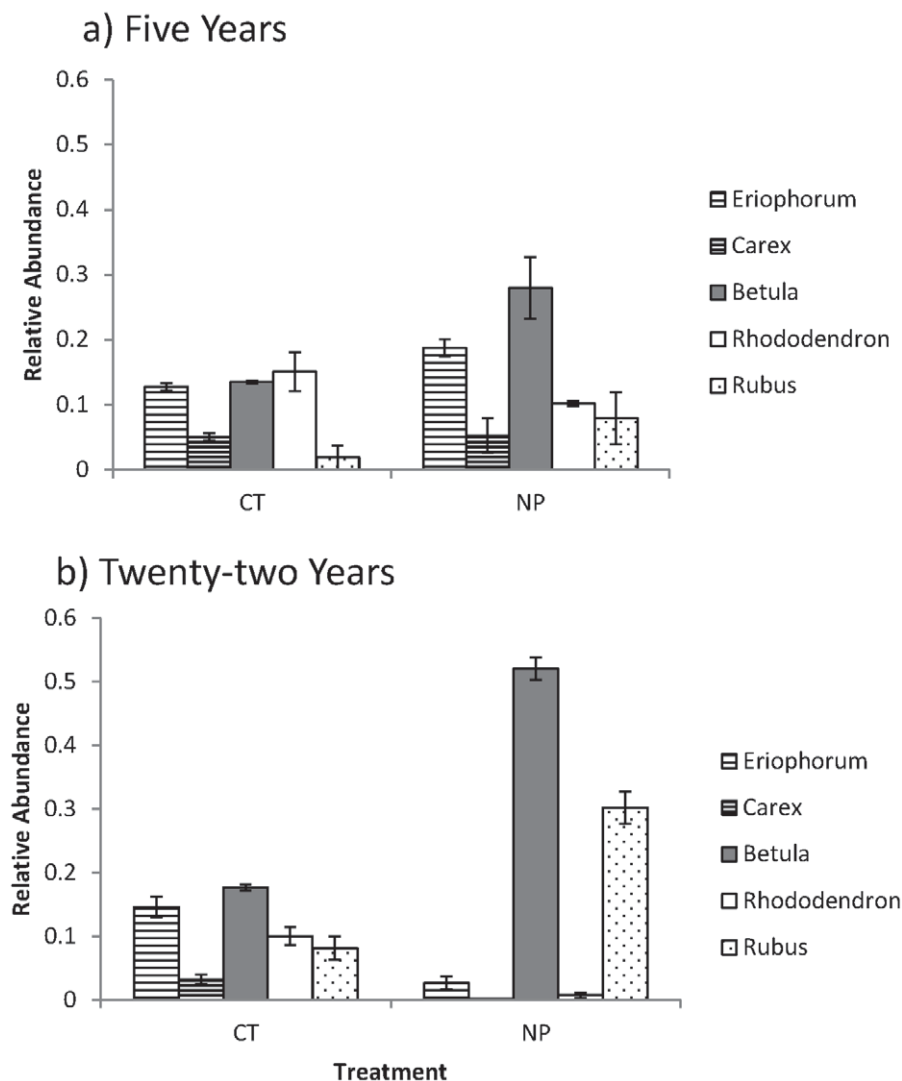 a) Five Years
0.6
0.5
0.4
0.3
0.2
0.1
0
Relative Abundance
CT
NP
Eriophorum
Carex
Betula
Rhododendron
Rubus
b) Twenty-two Years
0.6
0.5
0.4
0.3
0.2
0.1
0
Relative Abundance
CT
NP
Treatment
Eriophorum
Carex
Betula
Rhododendron
Rubus